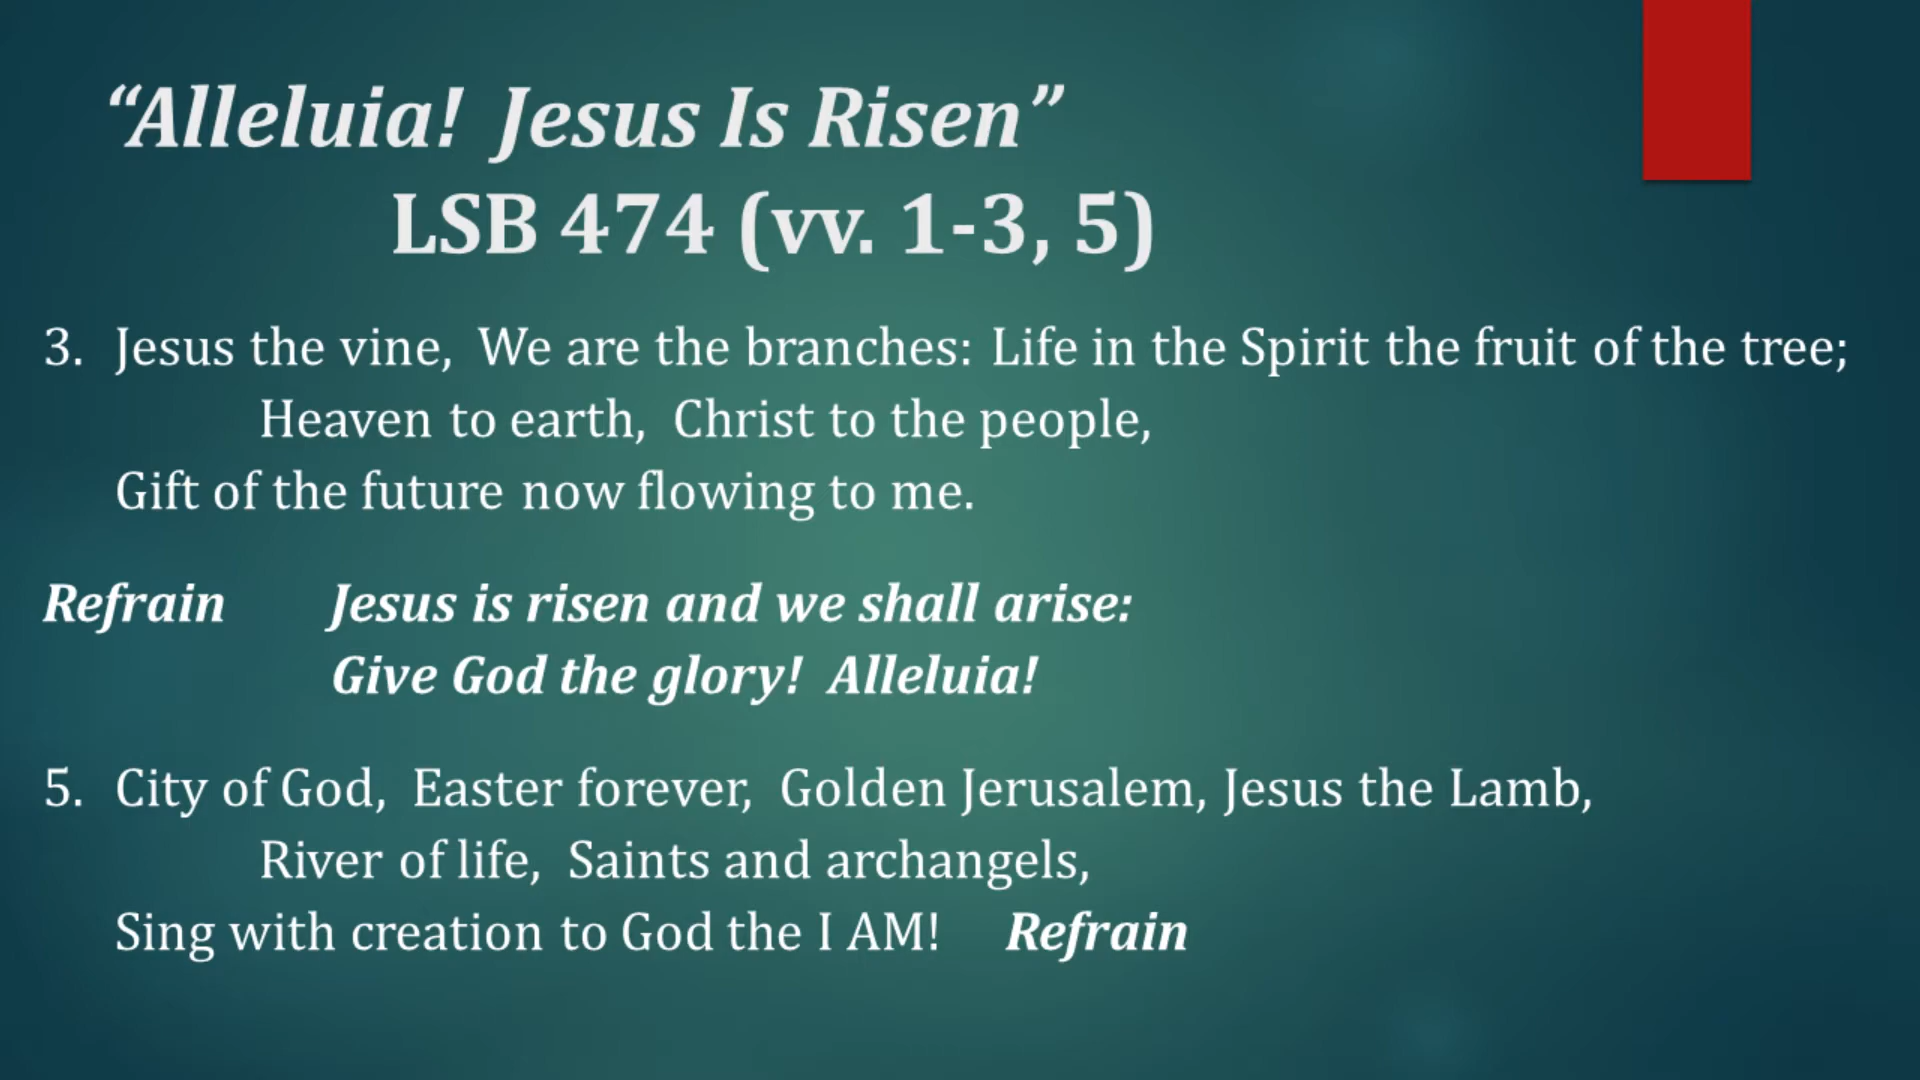 “Alleluia!  Jesus Is Risen”
LSB 474 (vv. 1-3, 5)
3. Jesus the vine,  We are the branches: Life in the Spirit the fruit of the tree;
Heaven to earth,  Christ to the people,
Gift of the future now flowing to me.
Refrain Jesus is risen and we shall arise:
Give God the glory!  Alleluia!
5. City of God,  Easter forever,  Golden Jerusalem, Jesus the Lamb,
River of life,  Saints and archangels,
Sing with creation to God the I AM! Refrain